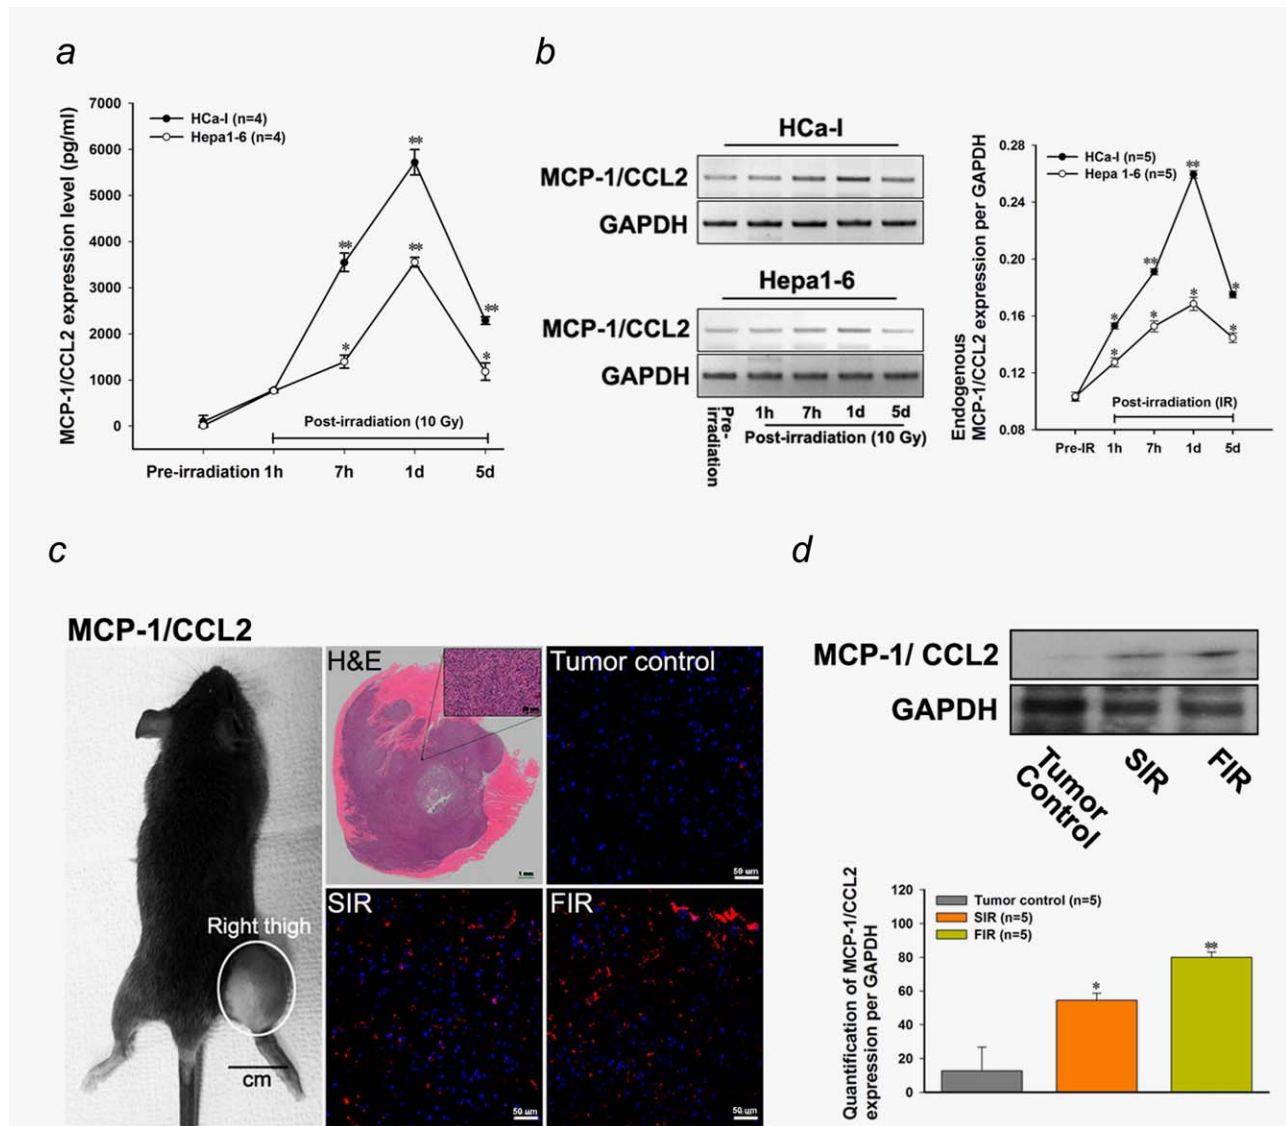 a
MCP-1/CCL2 expression level (pg/ml)
7000
6000
5000
4000
3000
2000
1000
0
HCa-I (n=4)
Hepa1-6 (n=4)
**
**
**
**
*
*
Post-irradiation (10 Gy)
Pre-irradiation 1h 7h 1d 5d
b
HCa-I
MCP-1/CCL2
GAPDH
Hepa1-6
MCP-1/CCL2
GAPDH
Pre-
irradiation
1h 7h 1d 5d
Post-irradiation (10 Gy)
Endogenous
MCP-1/CCL2 expression per GAPDH
0.28
0.24
0.20
0.16
0.12
0.08
HCa-I (n=5)
Hepa 1-6 (n=5)
**
**
*
*
*
*
*
*
Post-irradiation (IR)
Pre-IR 1h 7h 1d 5d
c
MCP-1/CCL2
H&E
Tumor control
1 mm
50 um
Right thigh
cm
SIR
FIR
50 um
50 um
d
MCP-1/ CCL2
GAPDH
Tumor
Control
SIR
FIR
Quantification of MCP-1/CCL2
expression per GAPDH
120
100
80
60
40
20
0
Tumor control (n=5)
SIR (n=5)
FIR (n=5)
*
**